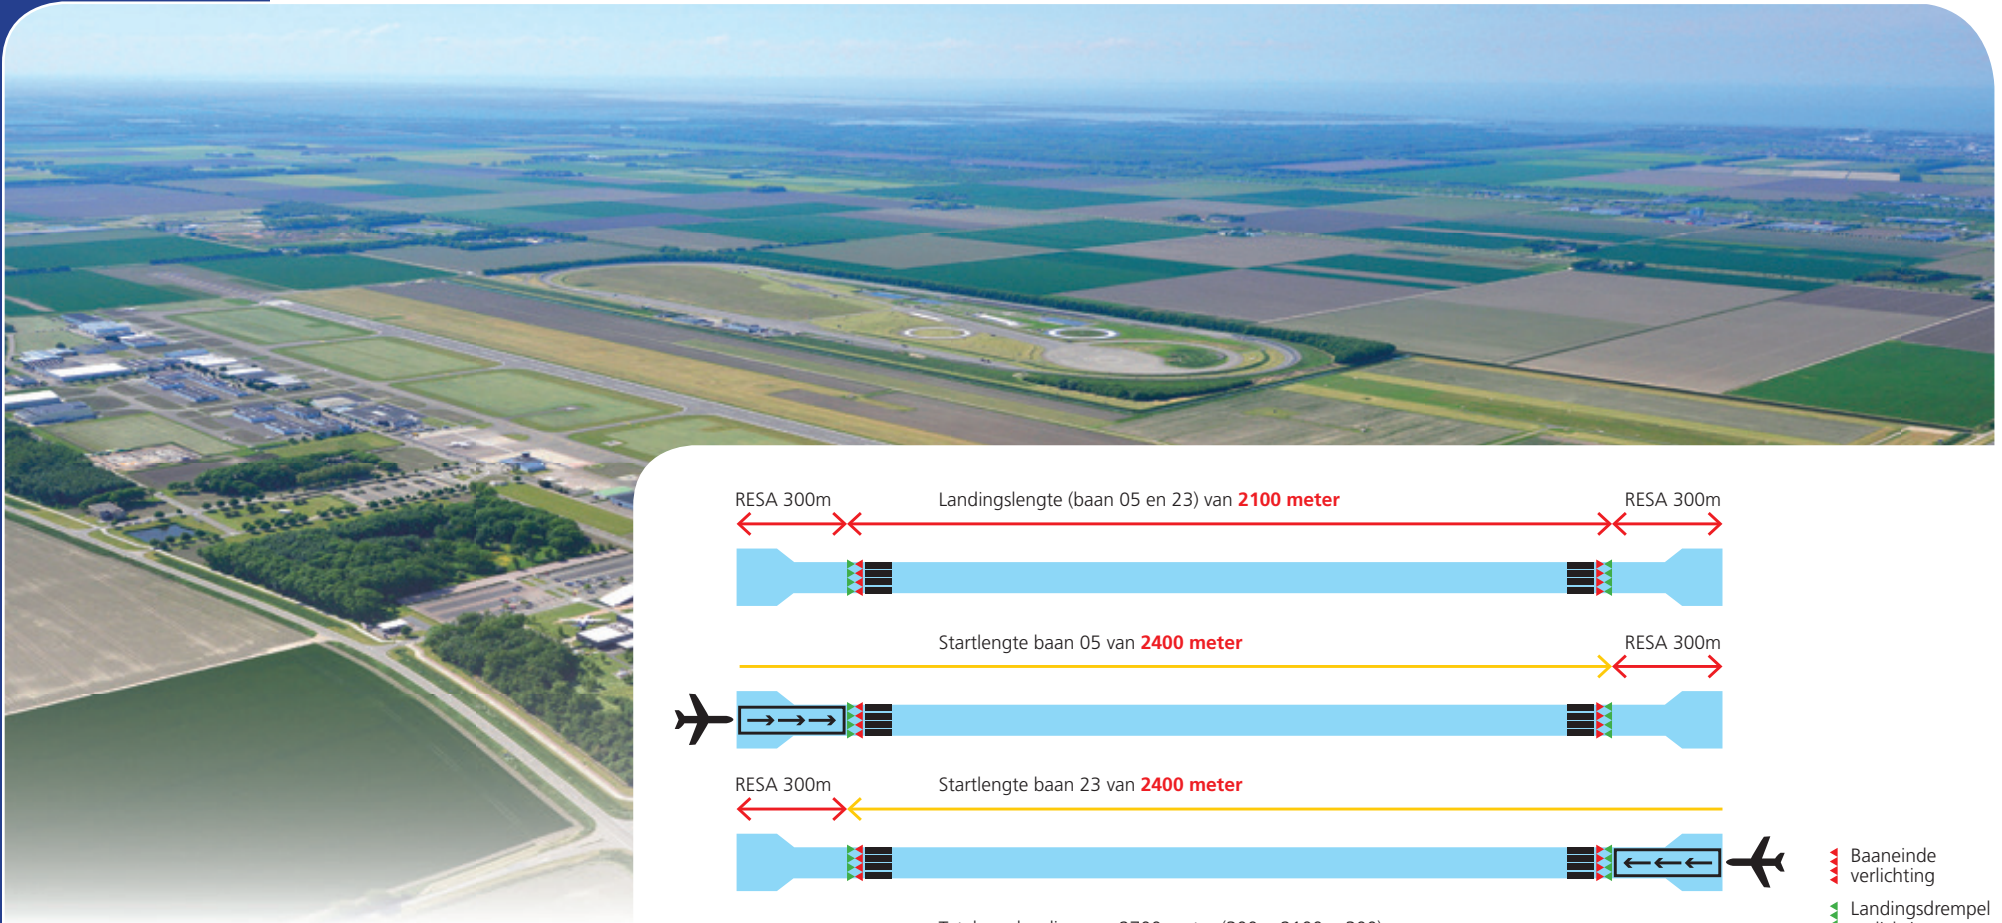 RESA 300m
Landingslengte (baan 05 en 23) van 2100 meter
RESA 300m
Startlengte baan 05 van 2400 meter
RESA 300m
RESA 300m
Startlengte baan 23 van 2400 meter
Baaneinde
verlichting
Landingsdrempel